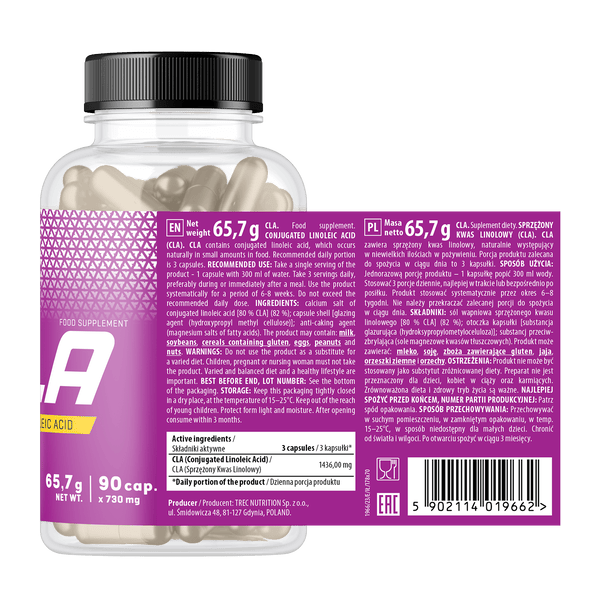 FOOD SUPPLEMENT
LA
LEIC ACID
65,7g
NET WT.
90 cap.
x 730 mg
EN Net
weight 65,7 g
CLA. Food supplement.
CONJUGATED LINOLEIC ACID
(CLA). CLA contains conjugated linoleic acid, which occurs
naturally in small amounts in food. Recommended daily portion
is 3 capsules. RECOMMENDED USE: Take a single serving of the
product - 1 capsule with 300 ml of water. Take 3 servings daily,
preferably during or immediately after a meal. Use the product
systematically for a period of 6-8 weeks. Do not exceed the
recommended daily dose. INGREDIENTS: calcium salt of
conjugated linoleic acid [80 % CLA] (82 %); capsule shell [glazing
agent (hydroxypropyl methyl cellulose)]; anti-caking agent
(magnesium salts of fatty acids). The product may contain: milk,
soybeans, cereals containing gluten, eggs, peanuts and
nuts. WARNINGS: Do not use the product as a substitute for
a varied diet. Children, pregnant or nursing woman must not take
the product. Varied and balanced diet and a healthy lifestyle are
important. BEST BEFORE END, LOT NUMBER: See the bottom
of the packaging. STORAGE: Keep this packaging tightly closed
in a dry place, at the temperature of 15–25°C. Keep out of the reach
of young children. Protect form light and moisture. After opening
consume within 3 months.
Active ingredients /
Składniki aktywne
3 capsules / 3 kapsułki*
CLA (Conjugated Linoleic Acid) /
CLA (Sprzężony Kwas Linolowy)
1436,00 mg
*Daily portion of the product / Dzienna porcja produktu
Producer / Producent: TREC NUTRITION Sp. z o.o.,
ul. Śmidowicza 48, 81-127 Gdynia, POLAND.
PL Masa
netto 65,7 g
CLA. Suplement diety. SPRZĘŻONY
KWAS LINOLOWY (CLA). CLA
zawiera sprzężony kwas linolowy, naturalnie występujący
w niewielkich ilościach w pożywieniu. Porcja produktu zalecana
do spożycia w ciągu dnia to 3 kapsułki. SPOSÓB UŻYCIA:
Jednorazową porcję produktu – 1 kapsułkę popić 300 ml wody.
Stosować 3 porcje dziennie, najlepiej w trakcie lub bezpośrednio po
posiłku. Produkt stosować systematycznie przez okres 6–8
tygodni. Nie należy przekraczać zalecanej porcji do spożycia
w ciągu dnia. SKŁADNIKI: sól wapniowa sprzężonego kwasu
linolowego [80 % CLA] (82 %); otoczka kapsułki [substancja
glazurująca (hydroksypropylometyloceluloza)]; substancja przeciw-
zbrylająca (sole magnezowe kwasów tłuszczowych). Produkt może
zawierać: mleko, soję, zboża zawierające gluten, jaja,
orzeszki ziemne i orzechy. OSTRZEŻENIA: Produkt nie może być
stosowany jako substytut zróżnicowanej diety. Preparat nie jest
przeznaczony dla dzieci, kobiet w ciąży oraz karmiących.
Zrównoważona dieta i zdrowy tryb życia są ważne. NAJLEPIEJ
SPOŻYĆ PRZED KOŃCEM, NUMER PARTII PRODUKCYJNEJ: Patrz
spód opakowania. SPOSÓB PRZECHOWYWANIA: Przechowywać
w suchym pomieszczeniu, w zamkniętym opakowaniu, w temp.
15–25°C, w sposób niedostępny dla małych dzieci. Chronić
od światła i wilgoci. Po otwarciu spożyć w ciągu 3 miesięcy.
EAC
5 902114 019662 >